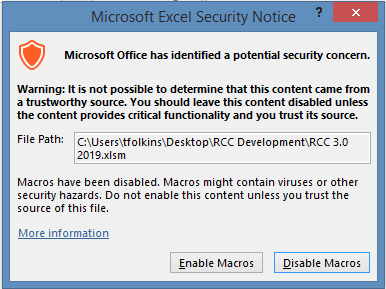 Microsoft Excel Security Notice
?
Microsoft Office has identified a potential security concern.
Warning: It is not possible to determine that this content came from
a trustworthy source. You should leave this content disabled unless
the content provides critical functionality and you trust its source.
File Path: C:\Users\tfolkins\Desktop\RCC Development\RCC 3.0
2019.xlsm
Macros have been disabled. Macros might contain viruses or other
security hazards. Do not enable this content unless you trust the
source of this file.
More information
Enable Macros Disable Macros